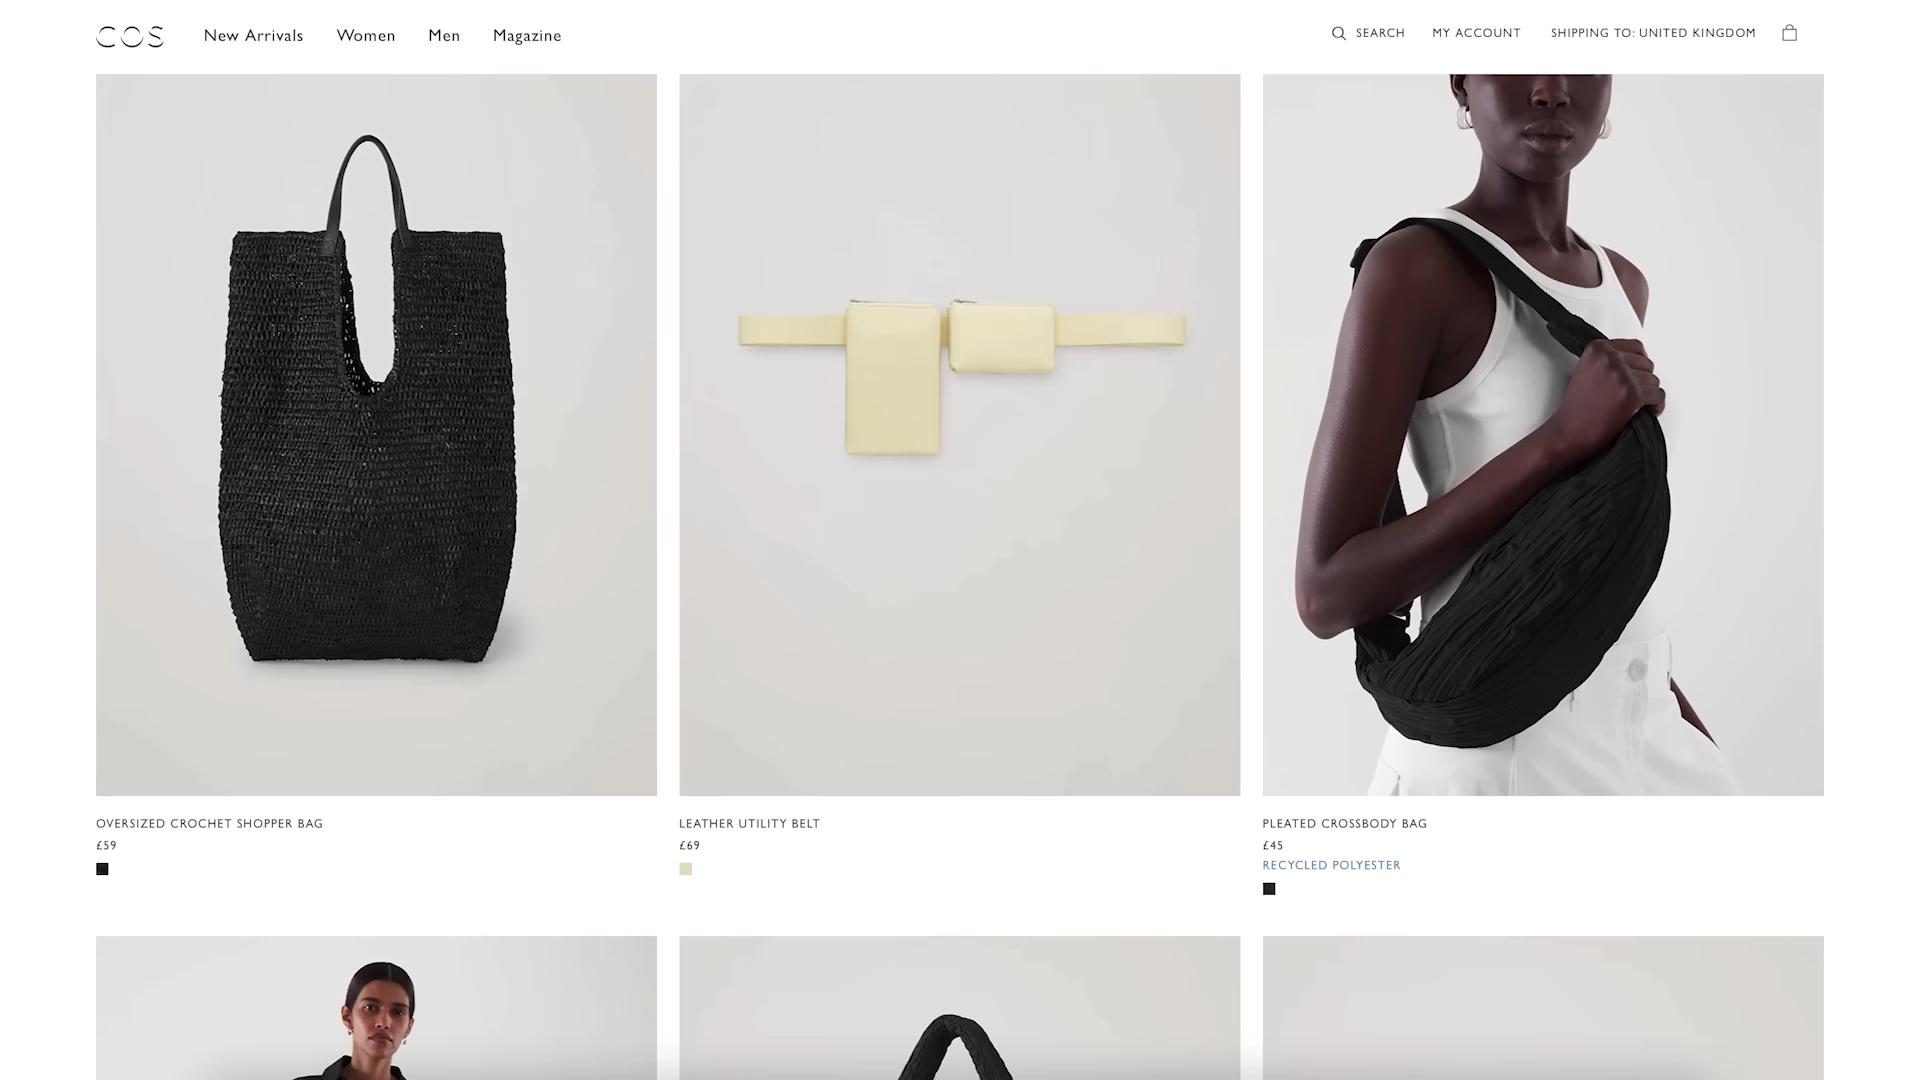 COS
New Arrivals
Women
Men
Magazine
SEARCH
MY ACCOUNT
SHIPPING TO: UNITED KINGDOM
OVERSIZED CROCHET SHOPPER BAG
£59
LEATHER UTILITY BELT
£69
PLEATED CROSSBODY BAG
£45
RECYCLED POLYESTER